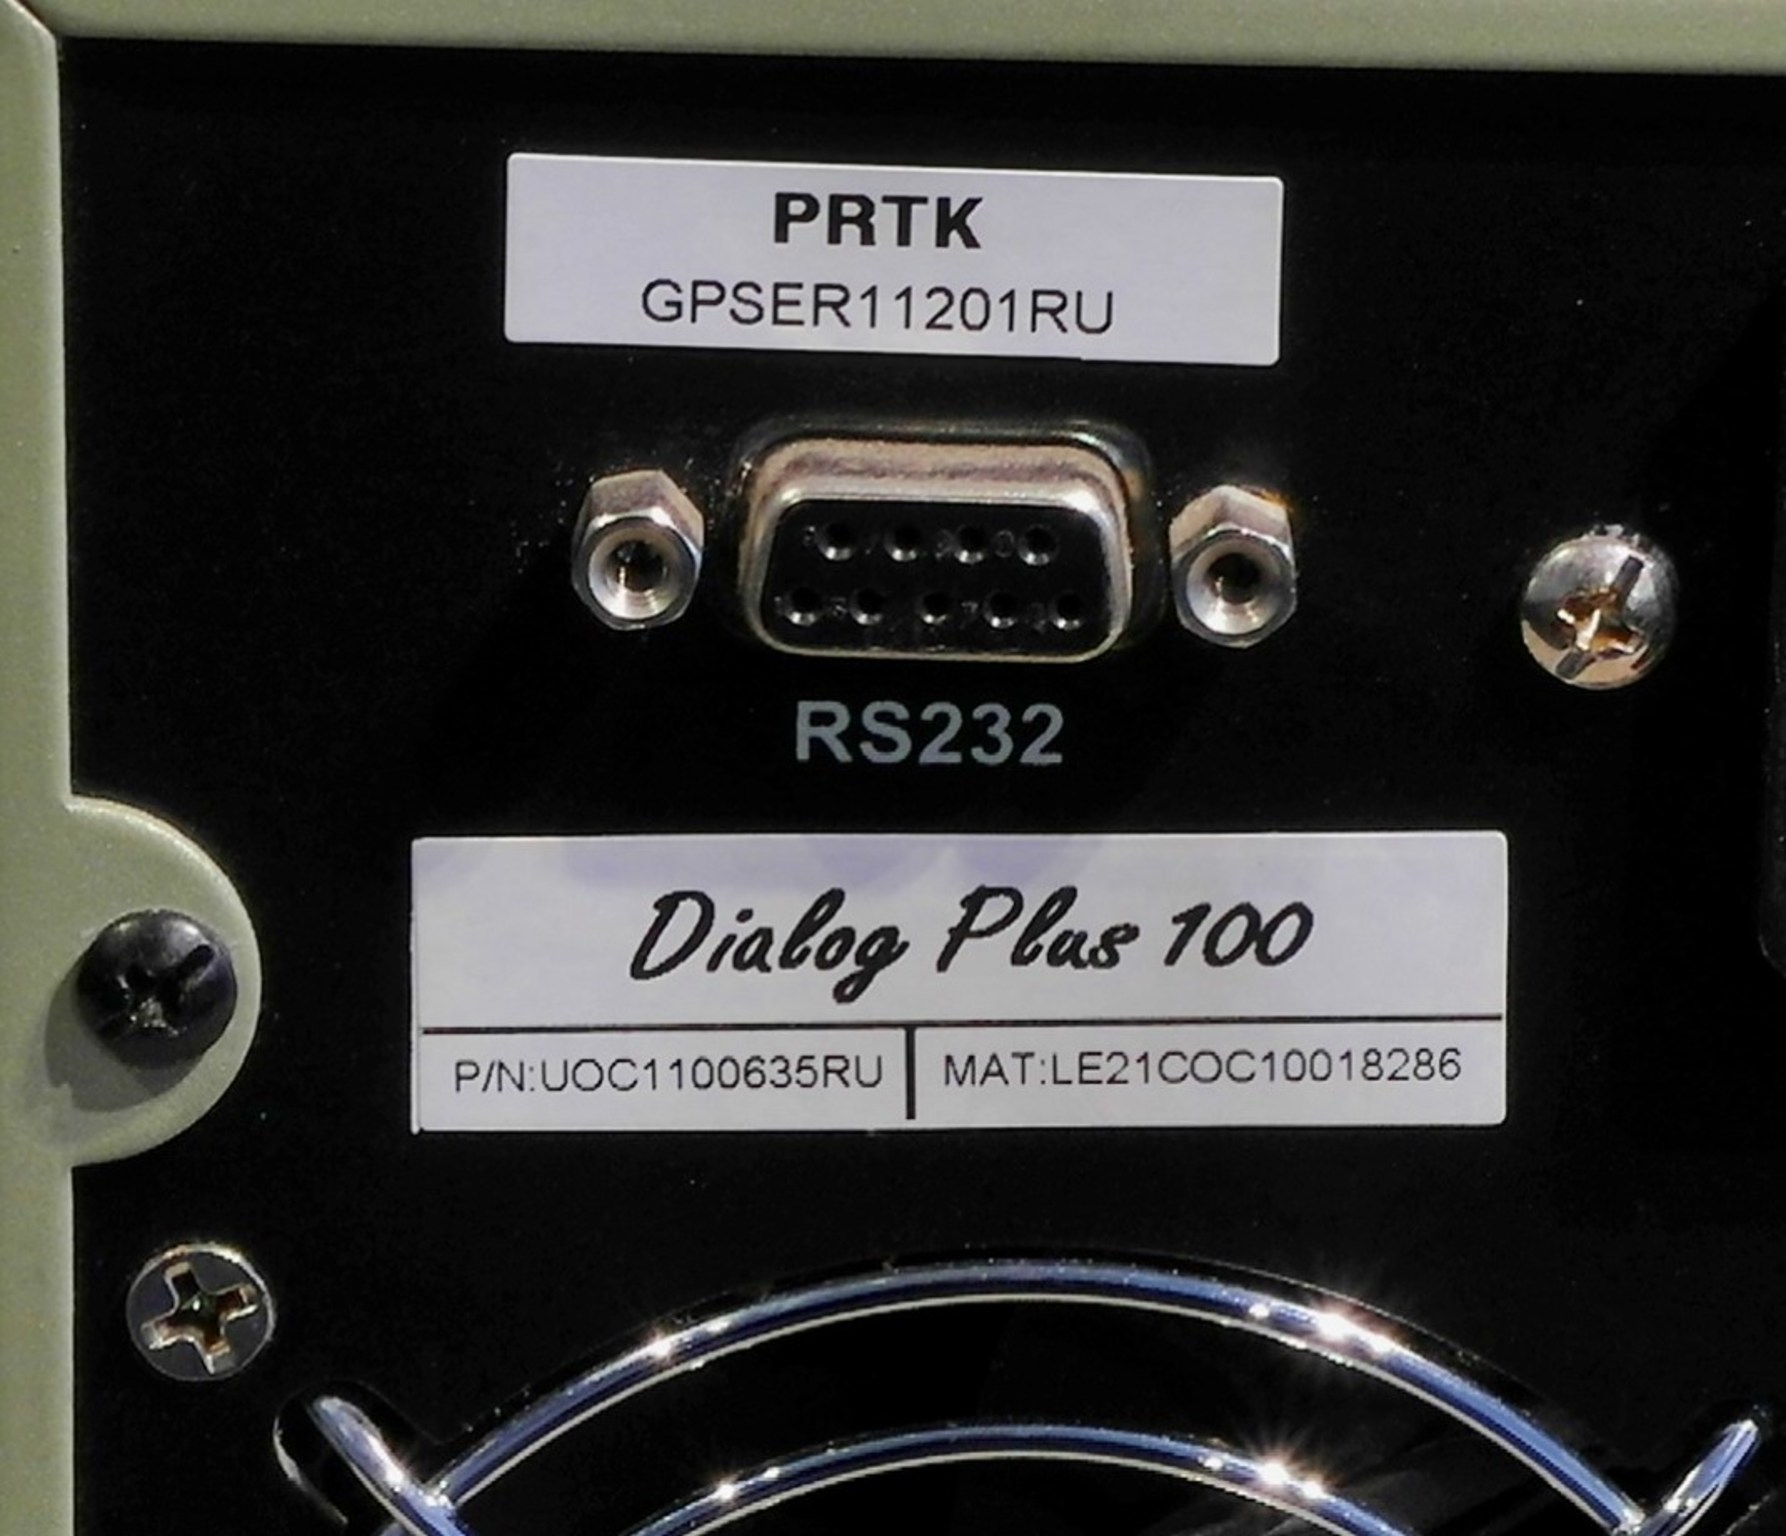 PRTK
GPSER11201RU
RS232
Dialog Plus 100
P/N:UOC1100635RU
MAT:LE21COC10018286